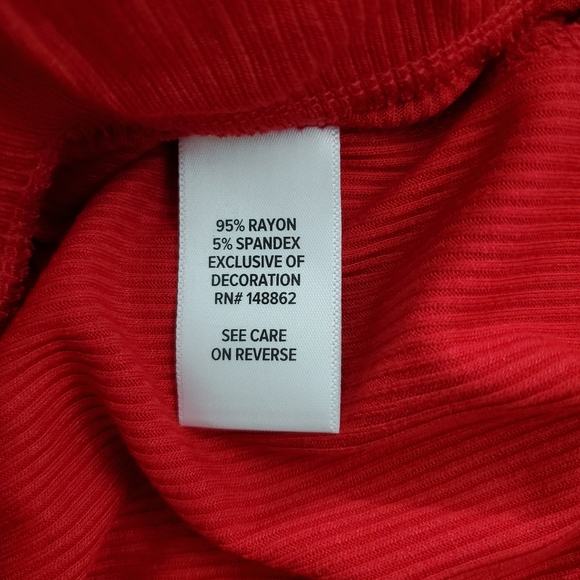 95% RAYON
5% SPANDEX
EXCLUSIVE OF
DECORATION
RN# 148862
SEE CARE
ON REVERSE